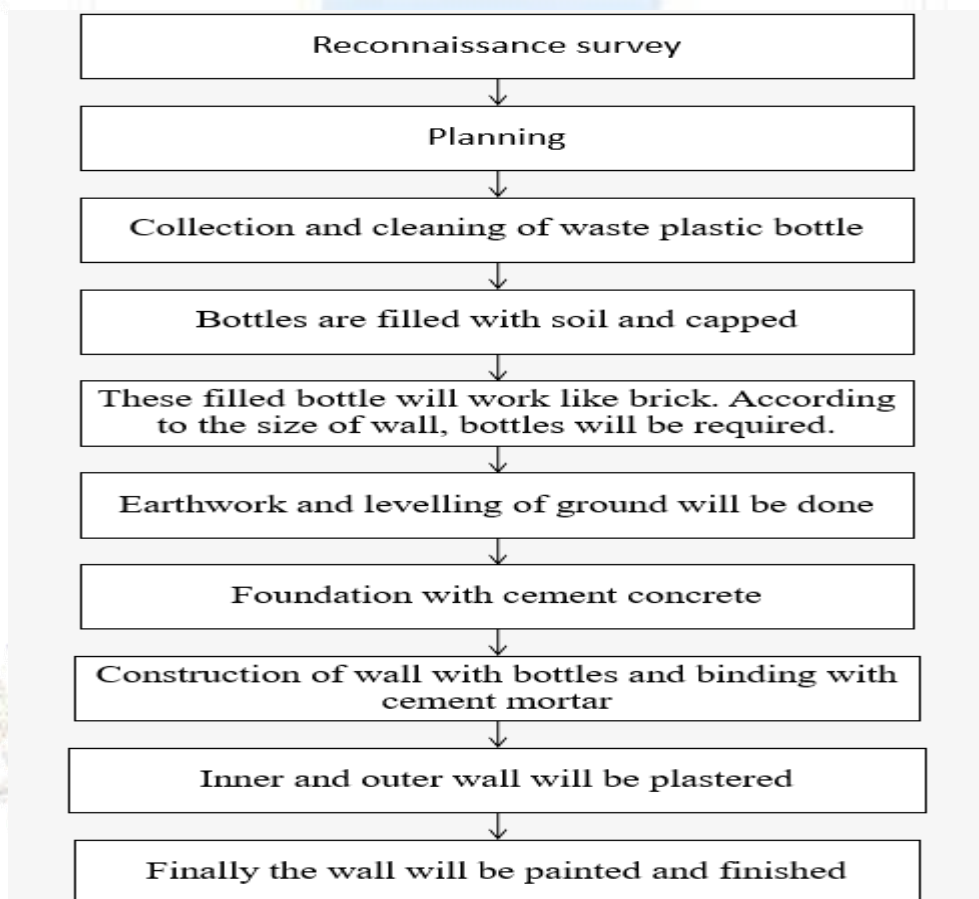 Reconnaissance survey
Planning
Collection and cleaning of waste plastic bottle
Bottles are filled with soil and capped
These filled bottle will work like brick. According
to the size of wall, bottles will be required.
Earthwork and levelling of ground will be done
Foundation with cement concrete
Construction of wall with bottles and binding with
cement mortar
Inner and outer wall will be plastered
Finally the wall will be painted and finished